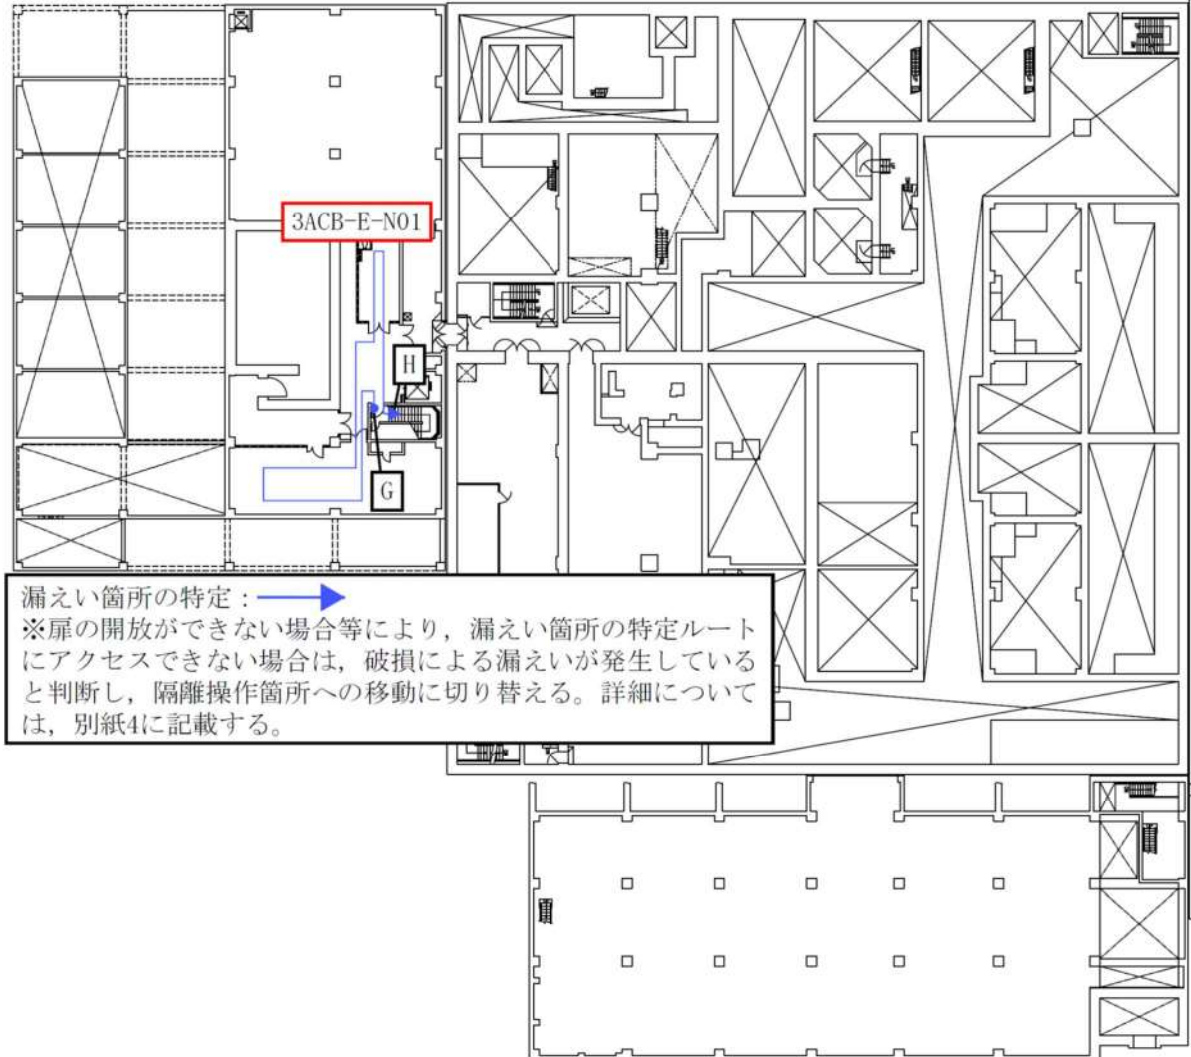 3ACB-E-N01
H
G
漏えい箇所の特定：
※扉の開放ができない場合等により，漏えい箇所の特定ルート
にアクセスできない場合は，破損による漏えいが発生している
と判断し，隔離操作箇所への移動に切り替える。詳細について
は，別紙4に記載する。